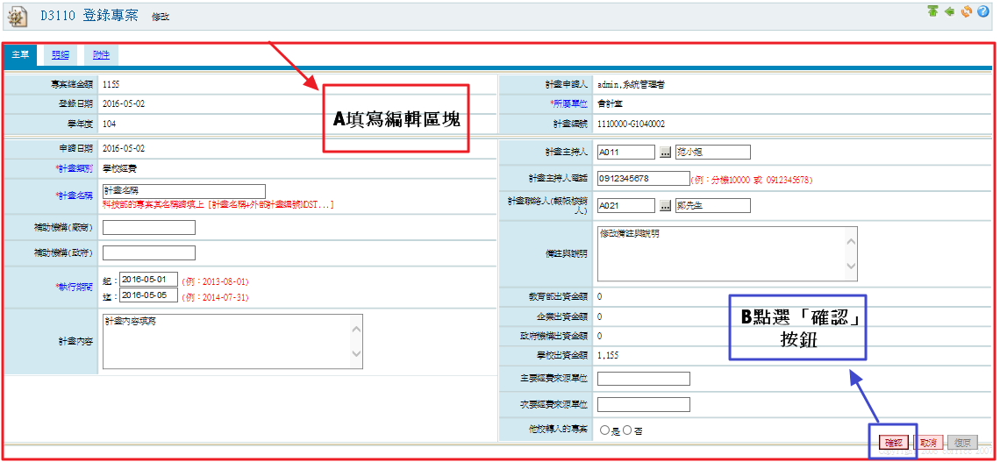 D3110 登錄專案 修改
主單 明細 附件
專案總金額 1155
登錄日期 2016-05-02
學年度 104
計畫申請人 admin,系統管理者
*所屬單位 會計室
計畫編號 1110000-G1040002
A填寫編輯區塊
申請日期 2016-05-02
*計畫類別 學校經費
*計畫名稱 計畫名稱
科技部的專案其名稱請填上 [計畫名稱+外部計畫編號MOST...]
補助機構(廠商)
補助機構(政府)
*執行期間 起：2016-05-01 (例：2013-08-01)
迄：2016-05-05 (例：2014-07-31)
計畫內容 計畫內容填寫
計畫主持人 A011 ... 范小姐
計畫主持人電話 0912345678 (例：分機10000 或 0912345678)
計畫聯絡人(報帳核銷
人) A021 ... 鄭先生
備註與說明 修改備註與說明
教育部出資金額 0
企業出資金額 0
政府機構出資金額 0
學校出資金額 1,155
主要經費來源單位
次要經費來源單位
他校轉入的專案 是 否
B點選「確認」
按鈕
確認 取消 復原